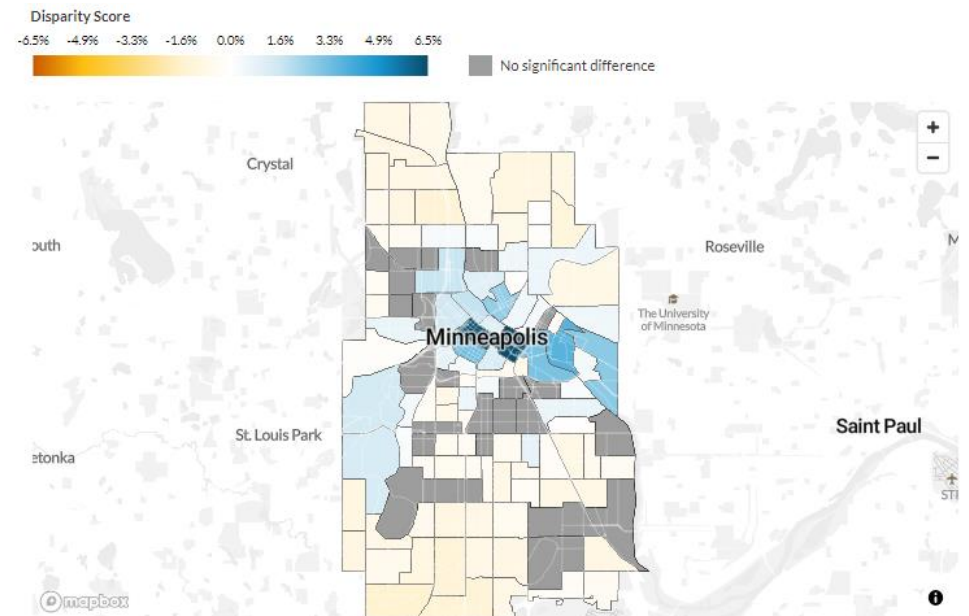 Disparity Score
-6.5% -4.9% -3.3% -1.6% 0.0% 1.6% 3.3% 4.9% 6.5%
No significant difference
+
−
Crystal
outh
Roseville
M
The University
of Minnesota
Minneapolis
Saint Paul
St. Louis Park
etonka
STI
mapbox
i